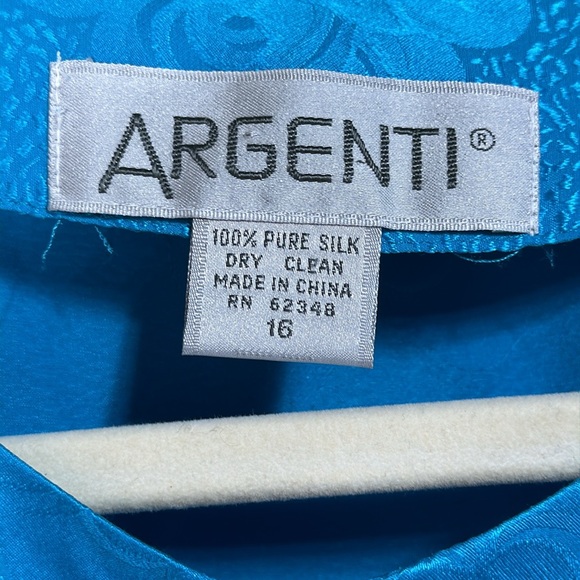 ARGENTI®
100% PURE SILK
DRY CLEAN
MADE IN CHINA
RN 62348
16